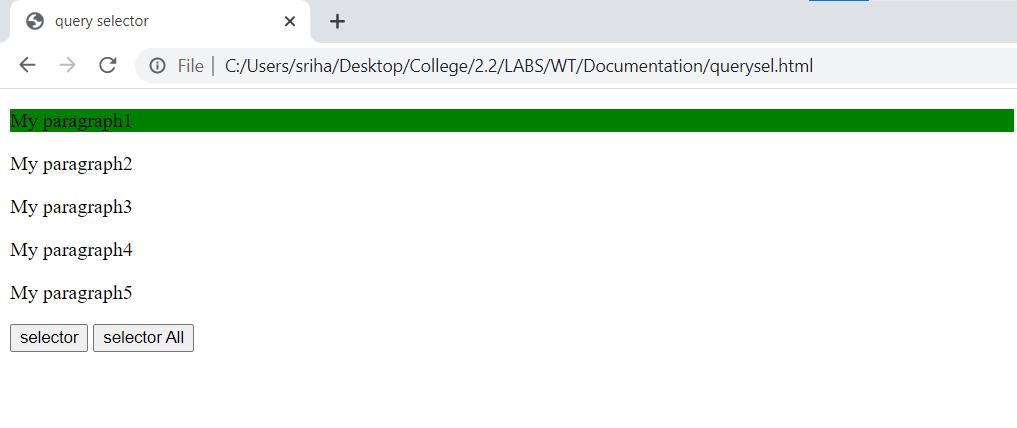 query selector
File | C:/Users/sriha/Desktop/College/2.2/LABS/WT/Documentation/querysel.html
My paragraph1
My paragraph2
My paragraph3
My paragraph4
My paragraph5
selector selector All